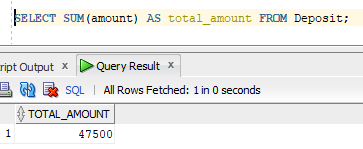 SELECT SUM(amount) AS total_amount FROM Deposit;
ript Output x Query Result x
SQL All Rows Fetched: 1 in 0 seconds
TOTAL_AMOUNT
1 47500